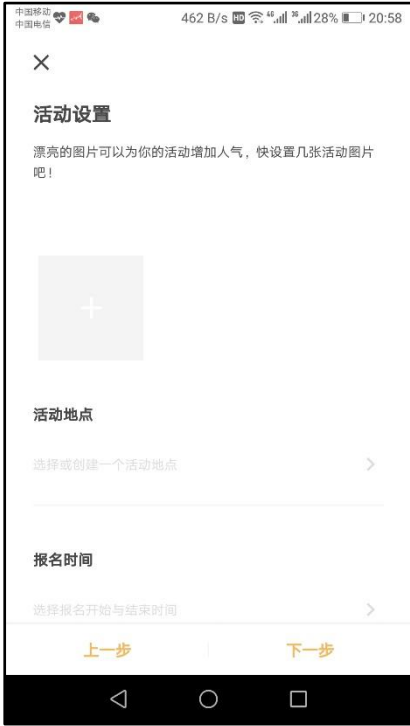 中国移动
中国电信
462 B/s HD 4G 3G 28% 20:58
活动设置
漂亮的图片可以为你的活动增加人气，快设置几张活动图片
吧！
活动地点
选择或创建一个活动地点
报名时间
选择报名开始与结束时间
上一步 下一步